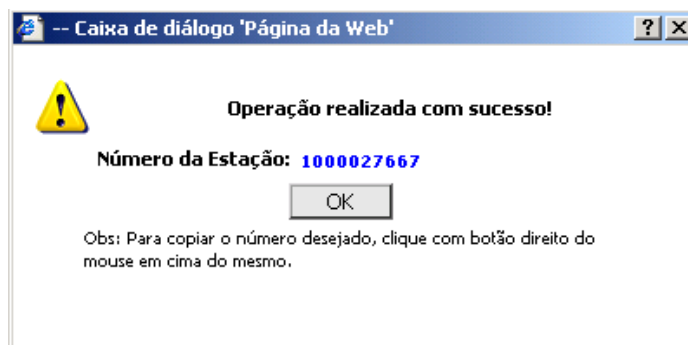 -- Caixa de diálogo 'Página da Web'
Operação realizada com sucesso!
Número da Estação: 1000027667
OK
Obs: Para copiar o número desejado, clique com botão direito do
mouse em cima do mesmo.